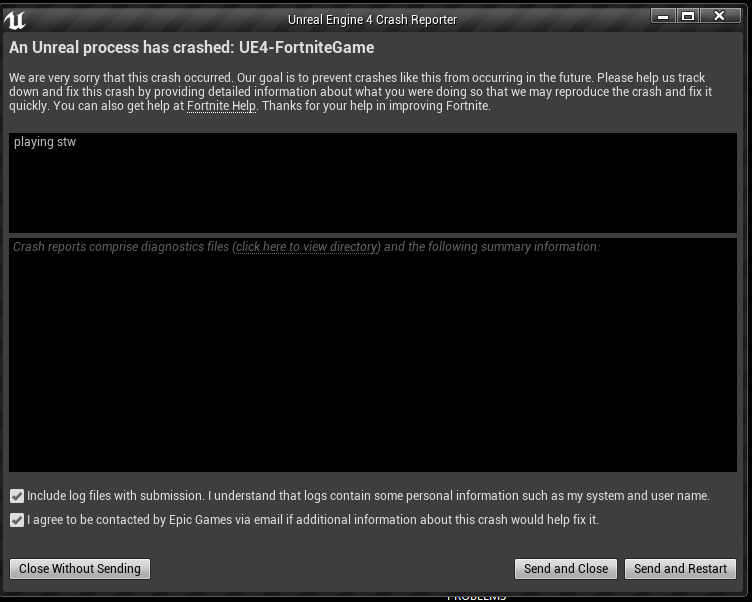 Unreal Engine 4 Crash Reporter
An Unreal process has crashed: UE4-FortniteGame
We are very sorry that this crash occurred. Our goal is to prevent crashes like this from occurring in the future. Please help us track
down and fix this crash by providing detailed information about what you were doing so that we may reproduce the crash and fix it
quickly. You can also get help at Fortnite Help. Thanks for your help in improving Fortnite.
playing stw
Crash reports comprise diagnostics files (click here to view directory) and the following summary information:
Include log files with submission. I understand that logs contain some personal information such as my system and user name.
I agree to be contacted by Epic Games via email if additional information about this crash would help fix it.
Close Without Sending
Send and Close
Send and Restart
PROBLEMS